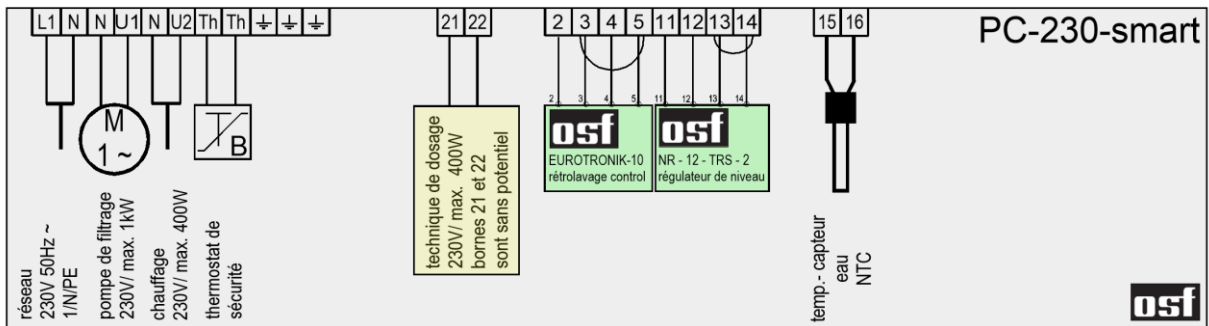 L1 N N U1 N U2 Th Th
21 22
2 3 4 5 11 12 13 14
15 16
PC-230-smart
M
1 ~
B
réseau
230V 50Hz ~
1/N/PE
pompe de filtrage
230V/ max. 1kW
chauffage
230V/ max. 400W
thermostat de
sécurité
technique de dosage
230V/ max. 400W
bornes 21 et 22
sont sans potentiel
2 3 4 5 11 12 13 14
osf
EUROTRONIK-10
rétrolavage control
osf
NR - 12 - TRS - 2
régulateur de niveau
temp.- capteur
eau
NTC
osf